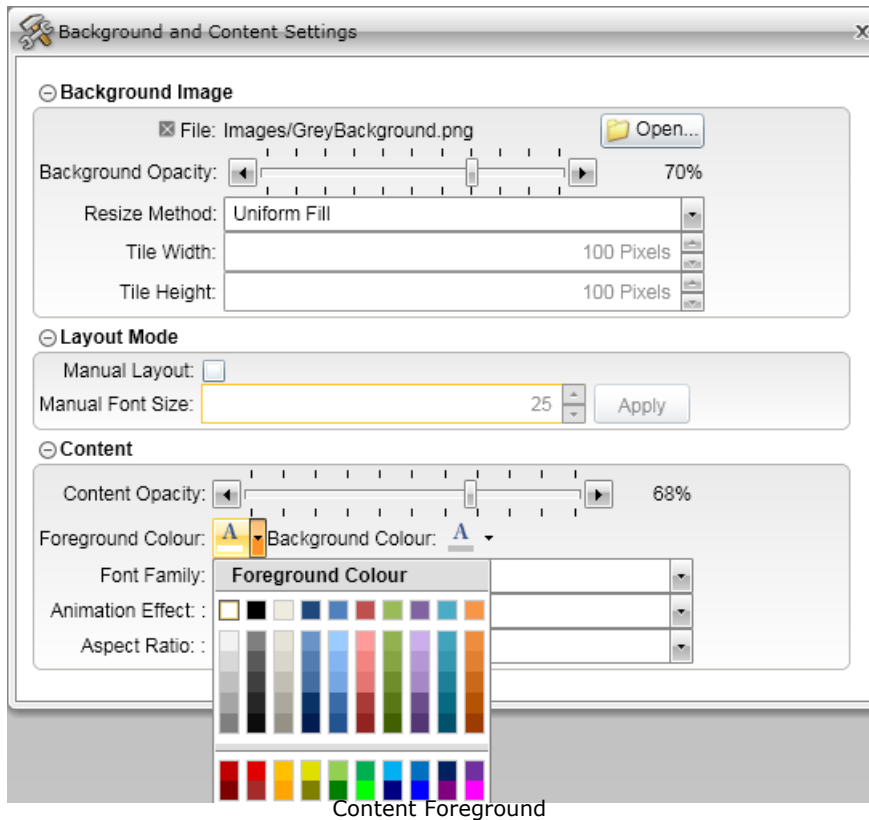 Background and Content Settings
Background Image
File: Images/GreyBackground.png Open...
Background Opacity: 70%
Resize Method: Uniform Fill
Tile Width: 100 Pixels
Tile Height: 100 Pixels
Layout Mode
Manual Layout:
Manual Font Size: 25 Apply
Content
Content Opacity: 68%
Foreground Colour: A Background Colour: A
Font Family: Foreground Colour
Animation Effect: :
Aspect Ratio: :
Content Foreground